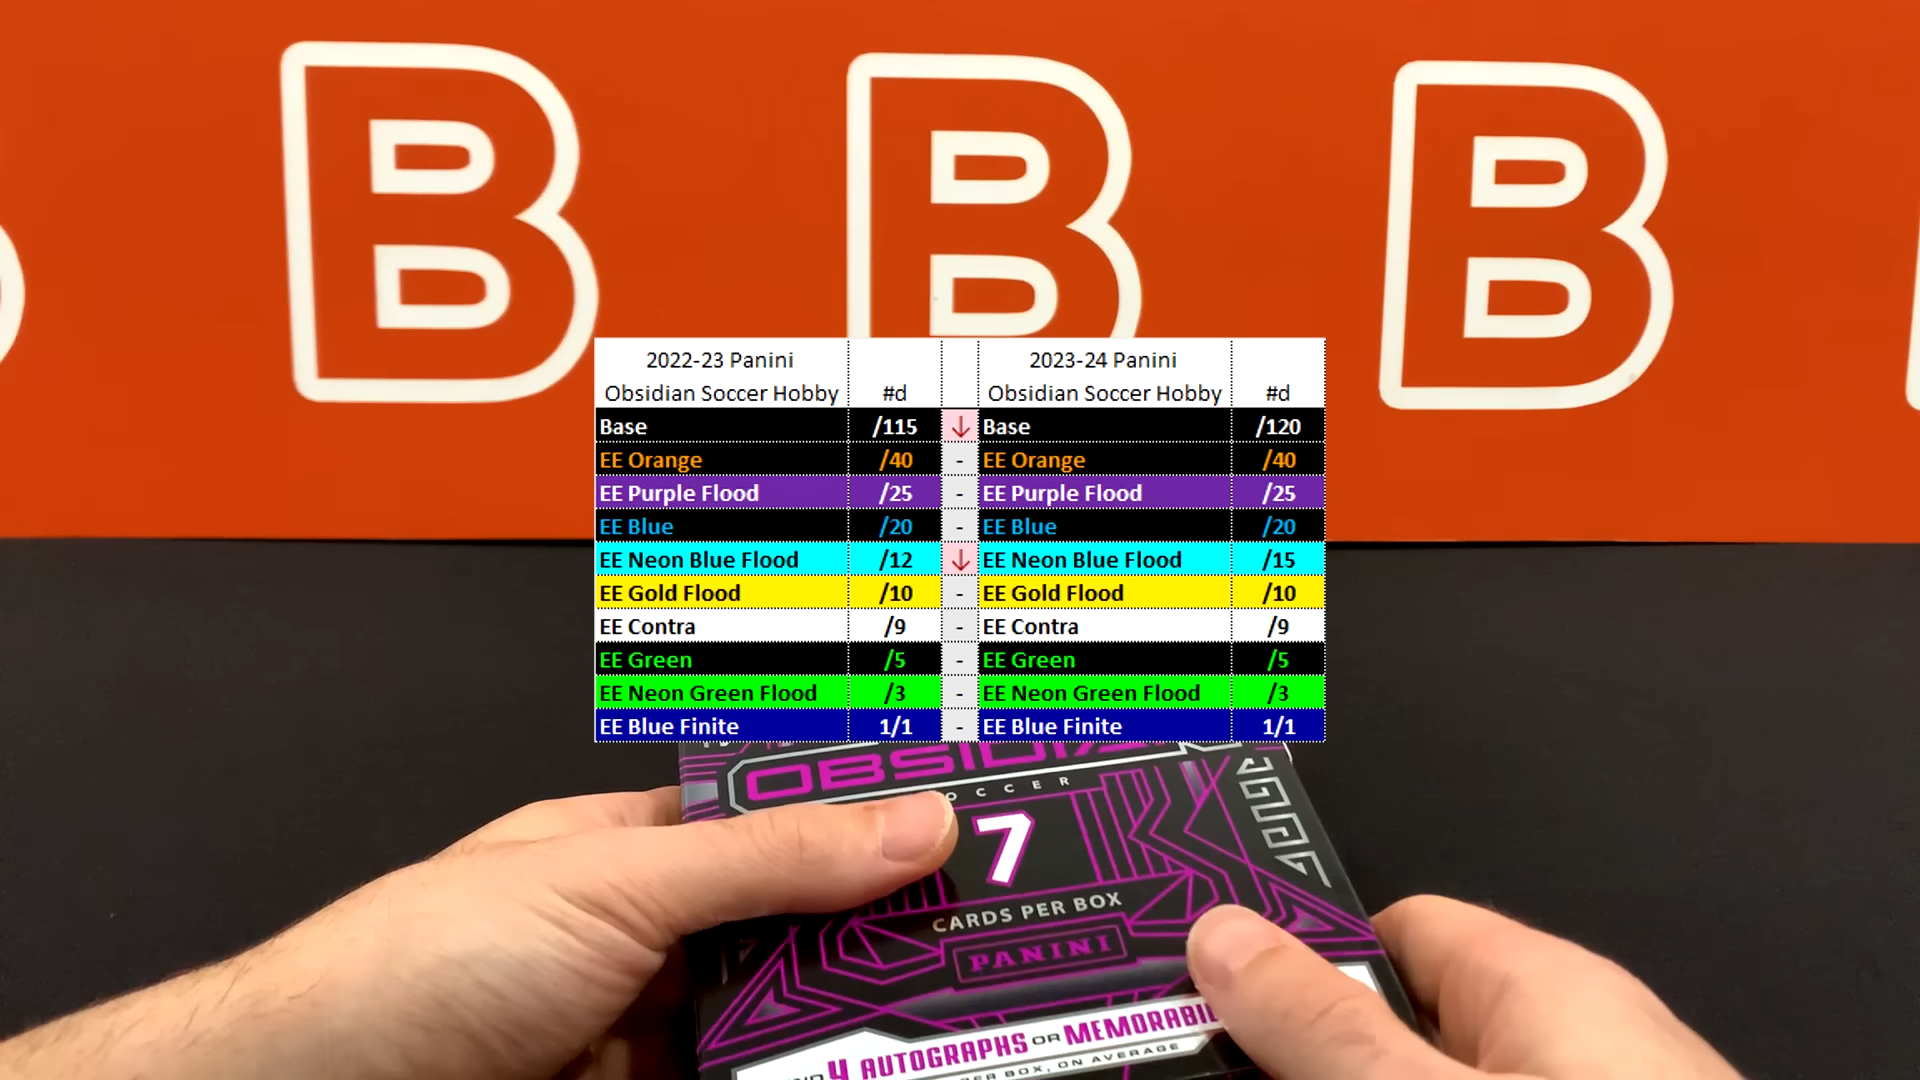 B B B
2022-23 Panini
Obsidian Soccer Hobby #d
2023-24 Panini
Obsidian Soccer Hobby #d
Base /115 ↓ Base /120
EE Orange /40 - EE Orange /40
EE Purple Flood /25 - EE Purple Flood /25
EE Blue /20 - EE Blue /20
EE Neon Blue Flood /12 ↓ EE Neon Blue Flood /15
EE Gold Flood /10 - EE Gold Flood /10
EE Contra /9 - EE Contra /9
EE Green /5 - EE Green /5
EE Neon Green Flood /3 - EE Neon Green Flood /3
EE Blue Finite 1/1 - EE Blue Finite 1/1
7
CARDS PER BOX
PANINI
4 AUTOGRAPHS OR
BOX, ON AVERAGE